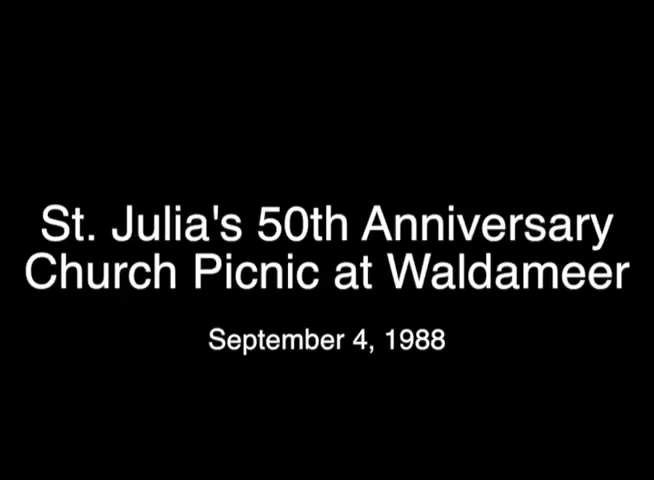 St. Julia's 50th Anniversary
Church Picnic at Waldameer
September 4, 1988